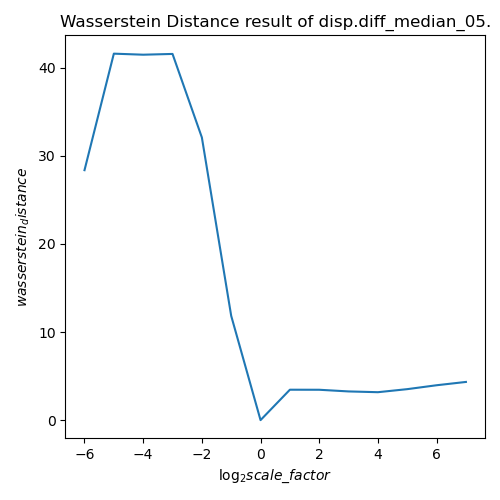 Wasserstein Distance result of disp.diff_median_05.
40
30
20
10
0
wasserstein_distance
−6 −4 −2 0 2 4 6
log₂scale_factor